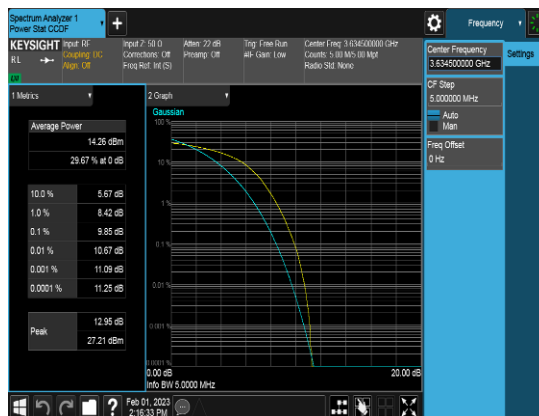 Spectrum Analyzer 1
Power Stat CCDF
Frequency
KEYSIGHT
RL
Input: RF
Coupling: DC
Align: Off
Input Z: 50 Ω
Corrections: Off
Freq Ref: Int (S)
Atten: 22 dB
Preamp: Off
Trig: Free Run
#IF Gain: Low
Center Freq: 3.634500000 GHz
Counts: 5.00 M/5.00 Mpt
Radio Std: None
Center Frequency
3.634500000 GHz
Settings
CF Step
5.000000 MHz
Auto
Man
Freq Offset
0 Hz
1 Metrics
Average Power
14.26 dBm
29.67 % at 0 dB
10.0 % 5.67 dB
1.0 % 8.42 dB
0.1 % 9.85 dB
0.01 % 10.67 dB
0.001 % 11.09 dB
0.0001 % 11.25 dB
Peak
12.95 dB
27.21 dBm
2 Graph
Gaussian
100 %
10 %
1 %
0.1 %
0.01 %
0.001 %
0.0001 %
0.00 dB
20.00 dB
Info BW 5.0000 MHz
Feb 01, 2023
2:16:33 PM